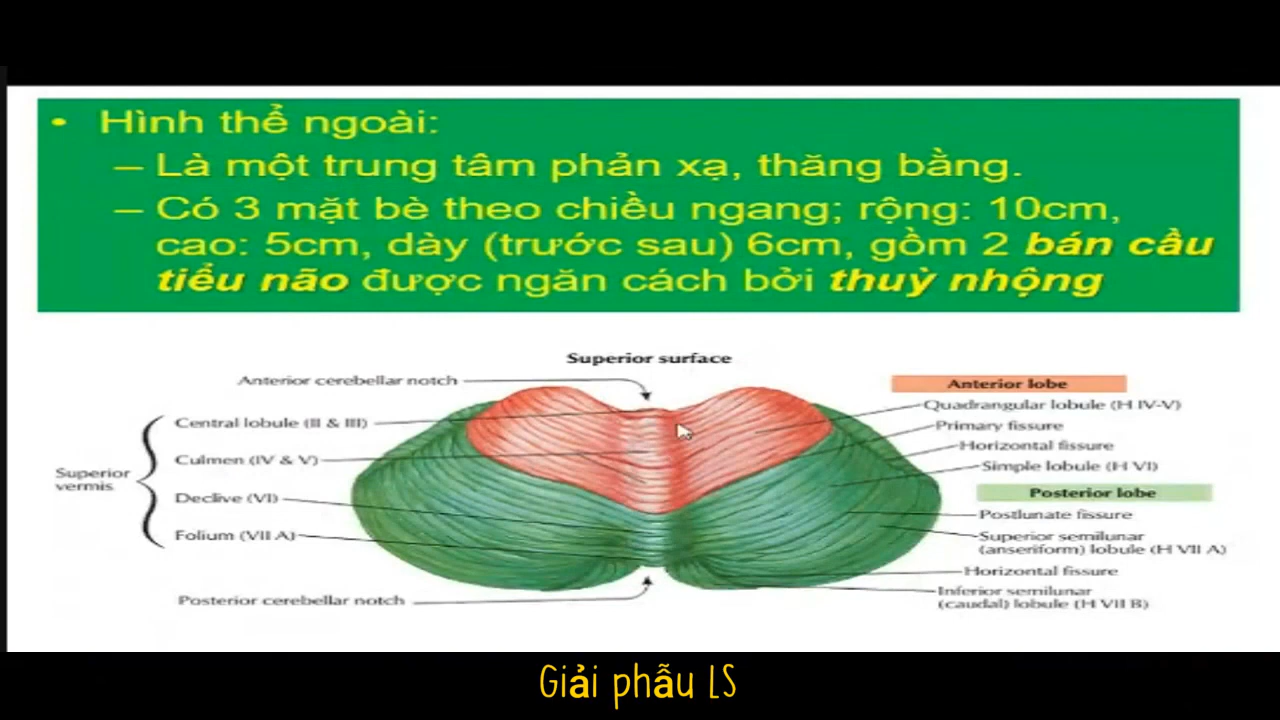 • Hình thể ngoài:
– Là một trung tâm phản xạ, thăng bằng.
– Có 3 mặt bè theo chiều ngang; rộng: 10cm,
cao: 5cm, dày (trước sau) 6cm, gồm 2 bán cầu
tiểu não được ngăn cách bởi thuỳ nhộng
Superior surface
Anterior cerebellar notch
Central lobule (II & III)
Culmen (IV & V)
Superior
vermis
Declive (VI)
Folium (VII A)
Posterior cerebellar notch
Anterior lobe
Quadrangular lobule (H IV-V)
Primary fissure
Horizontal fissure
Simple lobule (H VI)
Posterior lobe
Postlunate fissure
Superior semilunar
(anseriform) lobule (H VII A)
Horizontal fissure
Inferior semilunar
(caudal) lobule (H VII B)
Giải phẫu LS